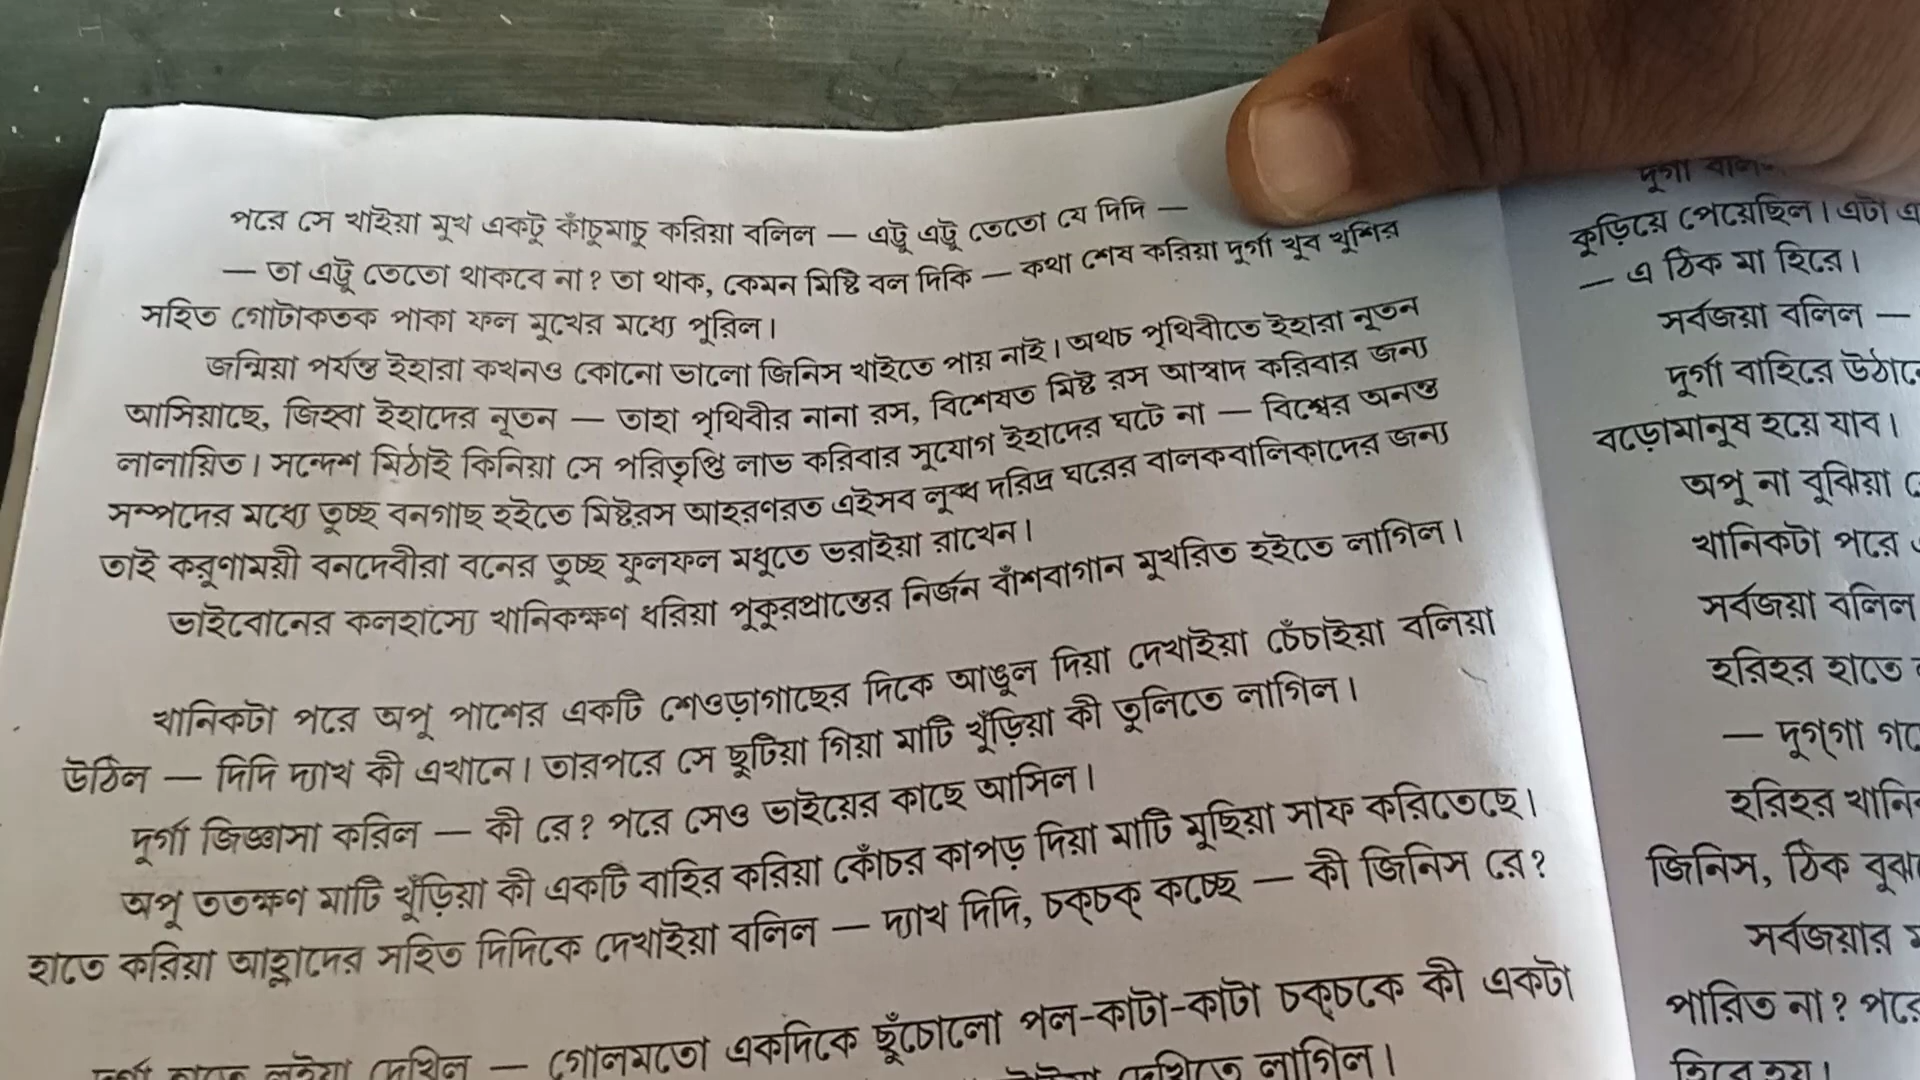 পরে সে খাইয়া মুখ একটু কাঁচুমাচু করিয়া বলিল — এট্টু এট্টু তেতো যে দিদি —
— তা এট্টু তেতো থাকবে না? তা থাক, কেমন মিষ্টি বল দিকি — কথা শেষ করিয়া দুর্গা খুব খুশির
সহিত গোটাকতক পাকা ফল মুখের মধ্যে পুরিল।
জন্মিয়া পর্যন্ত ইহারা কখনও কোনো ভালো জিনিস খাইতে পায় নাই। অথচ পৃথিবীতে ইহারা নূতন
আসিয়াছে, জিহ্বা ইহাদের নূতন — তাহা পৃথিবীর নানা রস, বিশেষত মিষ্ট রস আস্বাদ করিবার জন্য
লালায়িত। সন্দেশ মিঠাই কিনিয়া সে পরিতৃপ্তি লাভ করিবার সুযোগ ইহাদের ঘটে না — বিশ্বের অনন্ত
সম্পদের মধ্যে তুচ্ছ বনগাছ হইতে মিষ্টরস আহরণরত এইসব লুব্ধ দরিদ্র ঘরের বালকবালিকাদের জন্য
তাই করুণাময়ী বনদেবীরা বনের তুচ্ছ ফুলফল মধুতে ভরাইয়া রাখেন।
ভাইবোনের কলহাস্যে খানিকক্ষণ ধরিয়া পুকুরপ্রান্তের নির্জন বাঁশবাগান মুখরিত হইতে লাগিল।
খানিকটা পরে অপু পাশের একটি শেওড়াগাছের দিকে আঙুল দিয়া দেখাইয়া চেঁচাইয়া বলিয়া
উঠিল — দিদি দ্যাখ কী এখানে। তারপরে সে ছুটিয়া গিয়া মাটি খুঁড়িয়া কী তুলিতে লাগিল।
দুর্গা জিজ্ঞাসা করিল — কী রে? পরে সেও ভাইয়ের কাছে আসিল।
অপু ততক্ষণ মাটি খুঁড়িয়া কী একটি বাহির করিয়া কোঁচর কাপড় দিয়া মাটি মুছিয়া সাফ করিতেছে।
হাতে করিয়া আহ্লাদের সহিত দিদিকে দেখাইয়া বলিল — দ্যাখ দিদি, চক্‌চক্ কচ্ছে — কী জিনিস রে?
দুর্গা হাতে লইয়া দেখিল — গোলমতো একদিকে ছুঁচোলো পল-কাটা-কাটা চক্‌চকে কী একটা
দেখিতে লাগিল।
দুর্গা
কুড়িয়ে পেয়েছিল। এটা
— এ ঠিক মা হিরে।
সর্বজয়া বলিল —
দুর্গা বাহিরে
বড়োমানুষ হয়ে যাব।
অপু না বুঝিয়া
খানিকটা পরে
সর্বজয়া বলিল
হরিহর হাতে
— দুগ্‌গা
হরিহর
জিনিস, ঠিক
সর্বজয়ার
পারিত না? পরে
হিরে হয়।